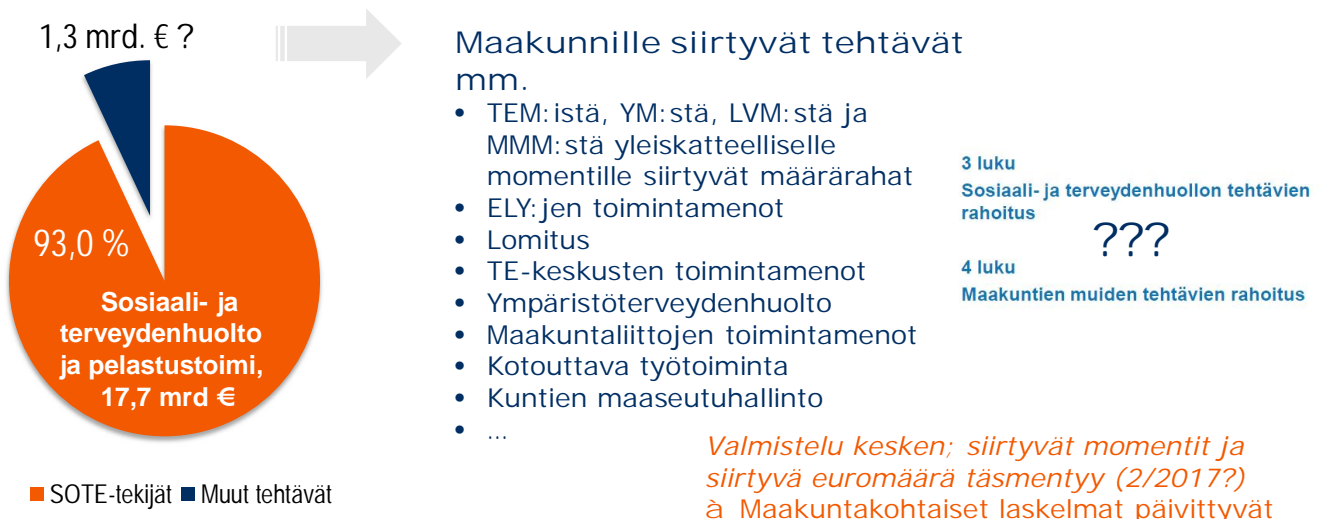 1,3 mrd. € ?
93,0 %
Sosiaali- ja
terveydenhuolto
ja pelastustoimi,
17,7 mrd €
SOTE-tekijät Muut tehtävät
Maakunnille siirtyvät tehtävät
mm.
• TEM:istä, YM:stä, LVM:stä ja
MMM:stä yleiskatteelliselle
momentille siirtyvät määrärahat
• ELY:jen toimintamenot
• Lomitus
• TE-keskusten toimintamenot
• Ympäristöterveydenhuolto
• Maakuntaliittojen toimintamenot
• Kotouttava työtoiminta
• Kuntien maaseutuhallinto
• ...
3 luku
Sosiaali- ja terveydenhuollon tehtävien
rahoitus
???
4 luku
Maakuntien muiden tehtävien rahoitus
Valmistelu kesken; siirtyvät momentit ja
siirtyvä euromäärä täsmentyy (2/2017?)
à Maakuntakohtaiset laskelmat päivittyvät